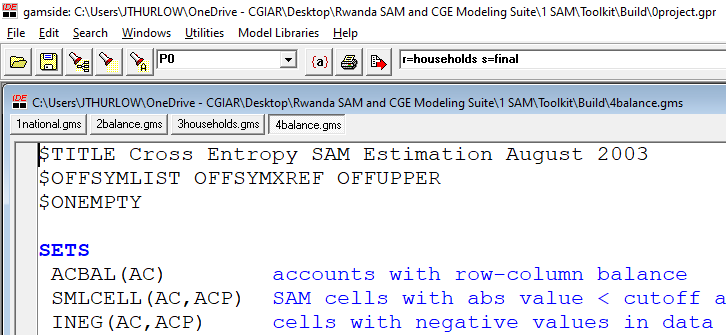 IDE gamside: C:\Users\JTHURLOW\OneDrive - CGIAR\Desktop\Rwanda SAM and CGE Modeling Suite\1 SAM\Toolkit\Build\0project.gpr
File Edit Search Windows Utilities Model Libraries Help
P0 {a} r=households s=final
IDE C:\Users\JTHURLOW\OneDrive - CGIAR\Desktop\Rwanda SAM and CGE Modeling Suite\1 SAM\Toolkit\Build\4balance.gms
1national.gms 2balance.gms 3households.gms 4balance.gms
$TITLE Cross Entropy SAM Estimation August 2003
$OFFSYMLIST OFFSYMXREF OFFUPPER
$ONEMPTY
SETS
ACBAL(AC) accounts with row-column balance
SMLCELL(AC,ACP) SAM cells with abs value < cutoff a
INEG(AC,ACP) cells with negative values in data